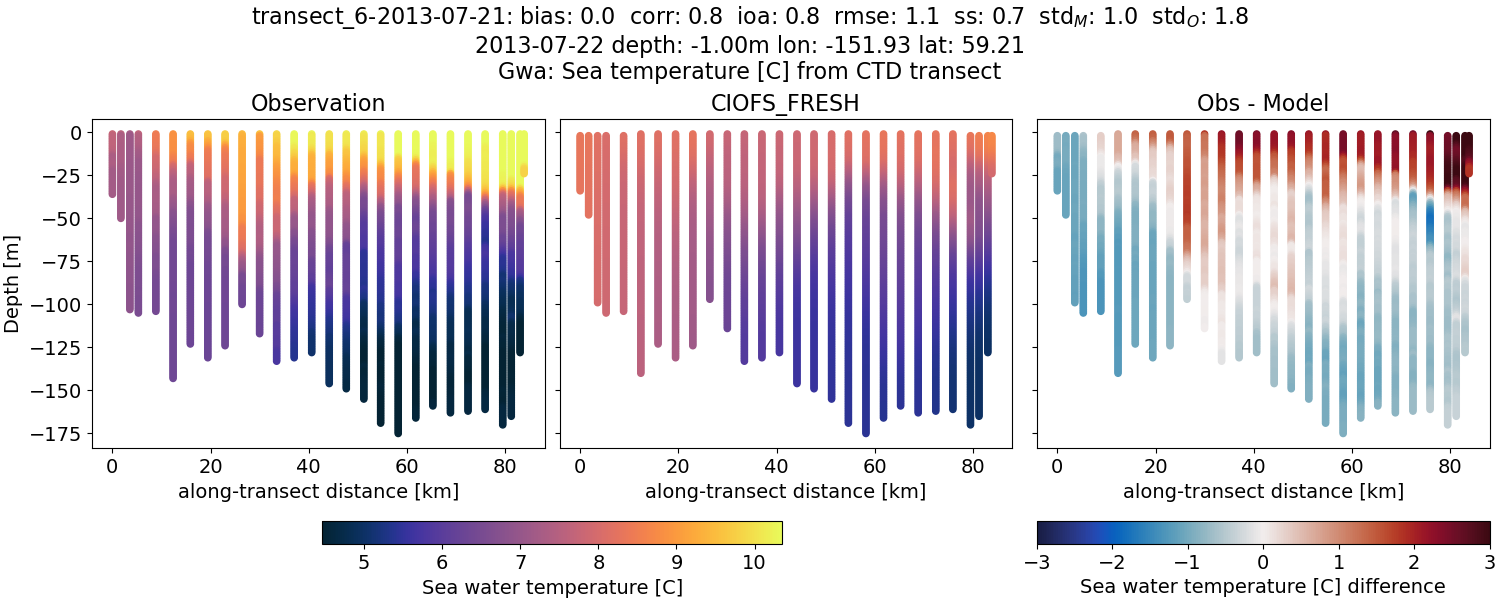 transect_6-2013-07-21: bias: 0.0  corr: 0.8  ioa: 0.8  rmse: 1.1  ss: 0.7  std_M: 1.0  std_O: 1.8
2013-07-22 depth: -1.00m lon: -151.93 lat: 59.21
Gwa: Sea temperature [C] from CTD transect
Observation
CIOFS_FRESH
Obs - Model
Depth [m]
0
−25
−50
−75
−100
−125
−150
−175
0 20 40 60 80
0 20 40 60 80
0 20 40 60 80
along-transect distance [km]
along-transect distance [km]
along-transect distance [km]
5 6 7 8 9 10
Sea water temperature [C]
−3 −2 −1 0 1 2 3
Sea water temperature [C] difference